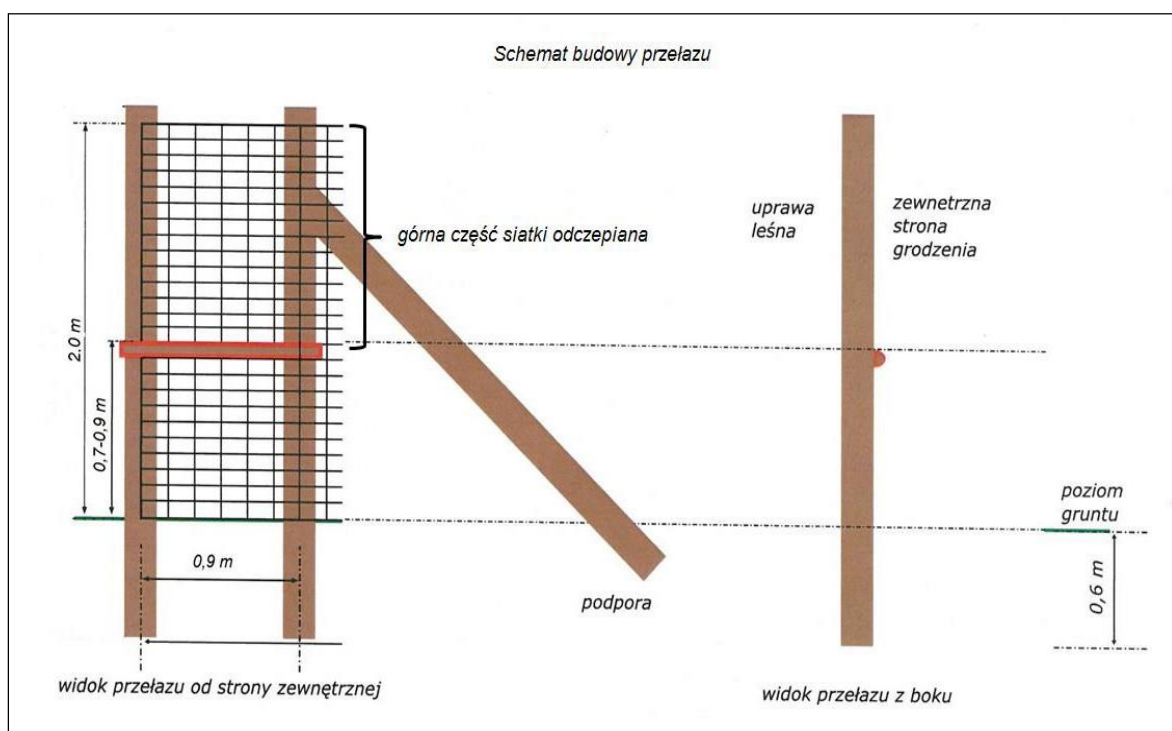 Schemat budowy przełazu
2.0 m
0,7-0,9 m
0,9 m
górna część siatki odczepiana
podpora
widok przełazu od strony zewnętrznej
uprawa
leśna
zewnetrzna
strona
grodzenia
poziom
gruntu
0,6 m
widok przełazu z boku